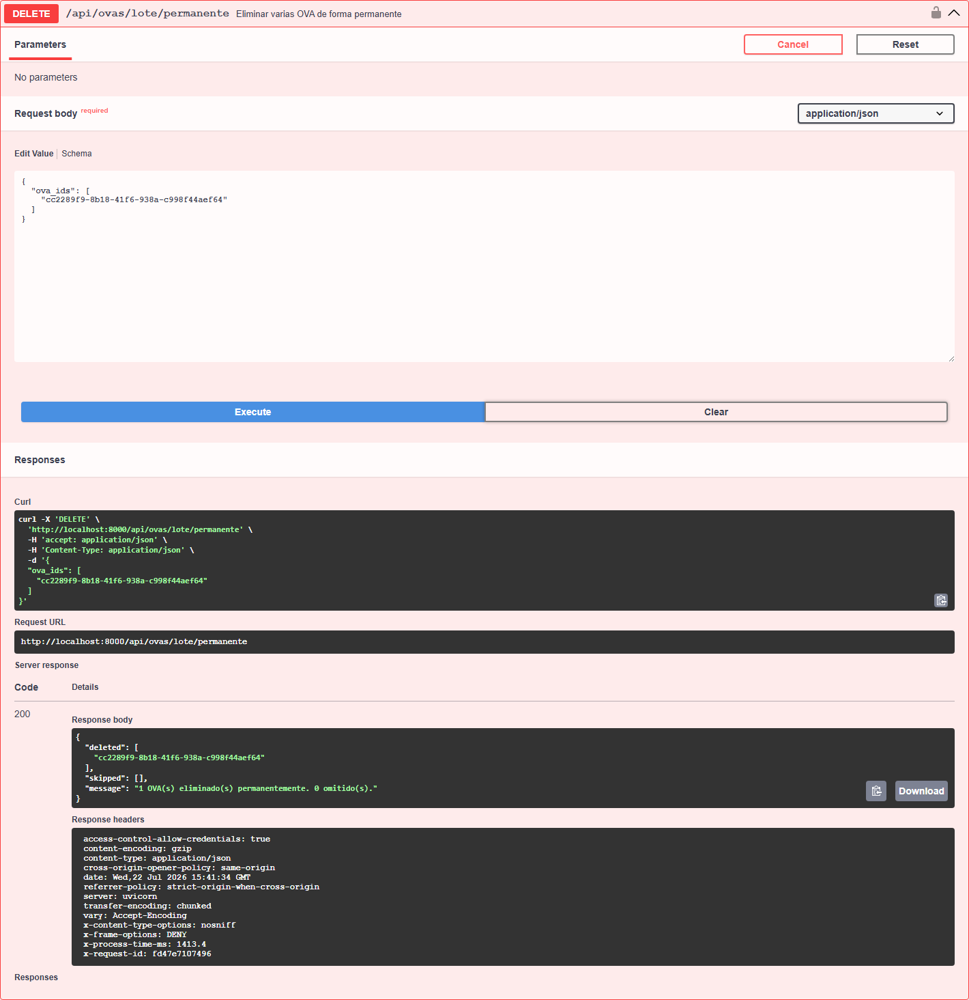 DELETE /api/ovas/lote/permanente Eliminar varias OVA de forma permanente
Parameters
Cancel
Reset
No parameters
Request body required
application/json
Edit Value Schema
{
  "ova_ids": [
    "cc2289f9-8b18-41f6-938a-c998f44aef64"
  ]
}
Execute
Clear
Responses
Curl
curl -X 'DELETE' \
  'http://localhost:8000/api/ovas/lote/permanente' \
  -H 'accept: application/json' \
  -H 'Content-Type: application/json' \
  -d '{
  "ova_ids": [
    "cc2289f9-8b18-41f6-938a-c998f44aef64"
  ]
}'
Request URL
http://localhost:8000/api/ovas/lote/permanente
Server response
Code Details
200
Response body
{
  "deleted": [
    "cc2289f9-8b18-41f6-938a-c998f44aef64"
  ],
  "skipped": [],
  "message": "1 OVA(s) eliminado(s) permanentemente. 0 omitido(s)."
}
Download
Response headers
access-control-allow-credentials: true
content-encoding: gzip
content-type: application/json
cross-origin-opener-policy: same-origin
date: Wed,22 Jul 2026 15:41:34 GMT
referrer-policy: strict-origin-when-cross-origin
server: uvicorn
transfer-encoding: chunked
vary: Accept-Encoding
x-content-type-options: nosniff
x-frame-options: DENY
x-process-time-ms: 1413.4
x-request-id: fd47e7107496
Responses